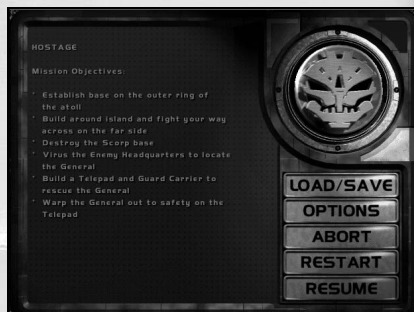 HOSTAGE
Mission Objectives:
* Establish base on the outer ring of
the atoll
* Build around island and fight your way
across on the far side
* Destroy the Scorp base
* Virus the Enemy Headquarters to locate
the General
* Build a Telepad and Guard Carrier to
rescue the General
* Warp the General out to safety on the
Telepad
LOAD/SAVE
OPTIONS
ABORT
RESTART
RESUME